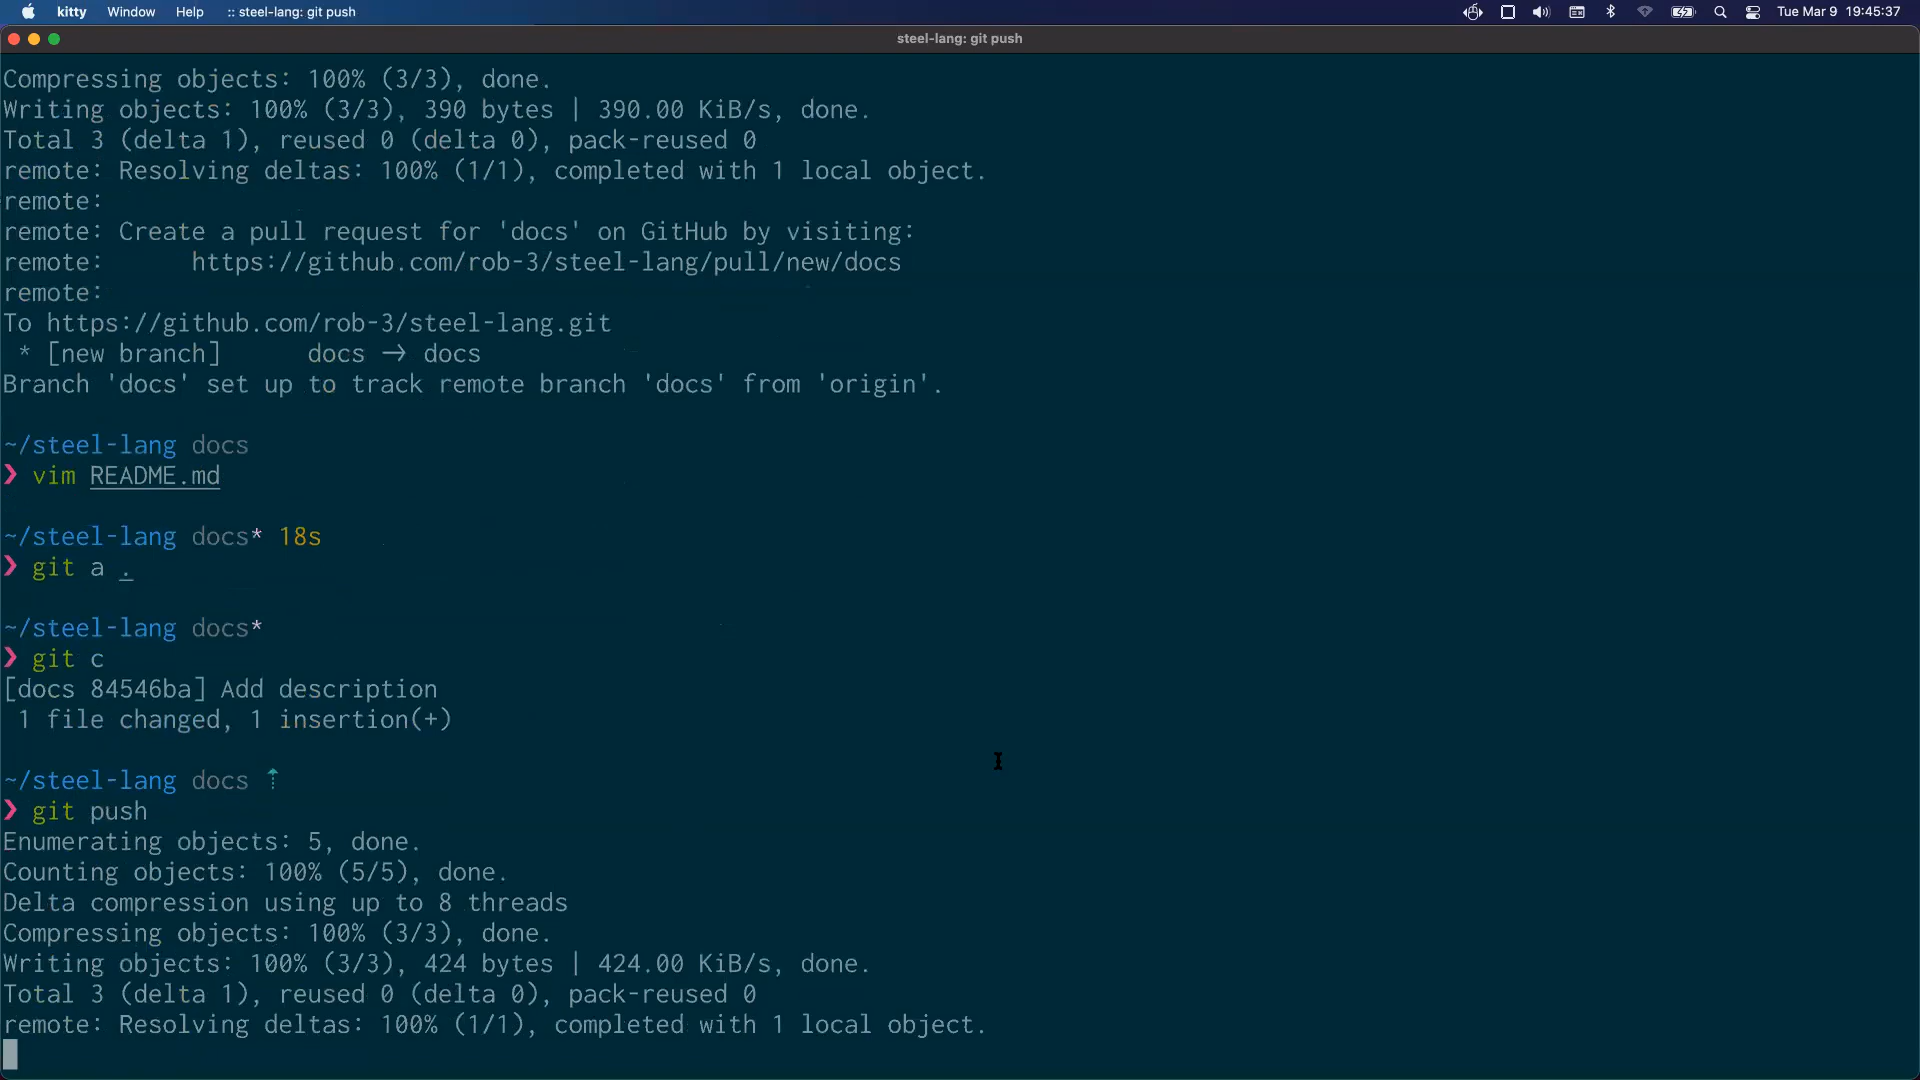 kitty Window Help :: steel-lang: git push Tue Mar 9 19:45:37
steel-lang: git push
Compressing objects: 100% (3/3), done.
Writing objects: 100% (3/3), 390 bytes | 390.00 KiB/s, done.
Total 3 (delta 1), reused 0 (delta 0), pack-reused 0
remote: Resolving deltas: 100% (1/1), completed with 1 local object.
remote:
remote: Create a pull request for 'docs' on GitHub by visiting:
remote:      https://github.com/rob-3/steel-lang/pull/new/docs
remote:
To https://github.com/rob-3/steel-lang.git
 * [new branch]      docs → docs
Branch 'docs' set up to track remote branch 'docs' from 'origin'.
~/steel-lang docs
❯ vim README.md
~/steel-lang docs* 18s
❯ git a .
~/steel-lang docs*
❯ git c
[docs 84546ba] Add description
 1 file changed, 1 insertion(+)
~/steel-lang docs ⇡
❯ git push
Enumerating objects: 5, done.
Counting objects: 100% (5/5), done.
Delta compression using up to 8 threads
Compressing objects: 100% (3/3), done.
Writing objects: 100% (3/3), 424 bytes | 424.00 KiB/s, done.
Total 3 (delta 1), reused 0 (delta 0), pack-reused 0
remote: Resolving deltas: 100% (1/1), completed with 1 local object.